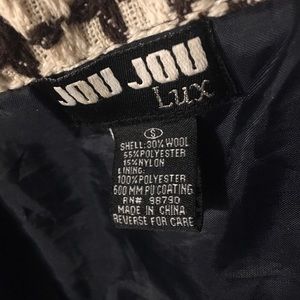 JOU JOU
Lux
S
SHELL: 30% WOOL
55% POLYESTER
15% NYLON
LINING:
100% POLYESTER
600 MM PU COATING
RN# 98790
MADE IN CHINA
REVERSE FOR CARE